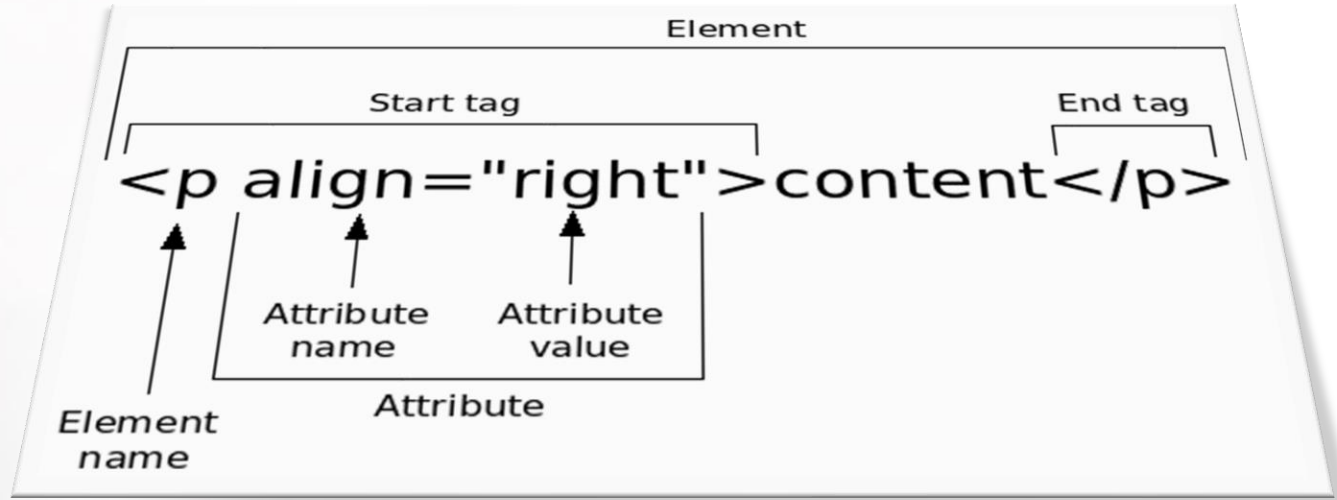 Element
Start tag
End tag
<p align="right">content</p>
Attribute
name
Attribute
value
Attribute
Element
name